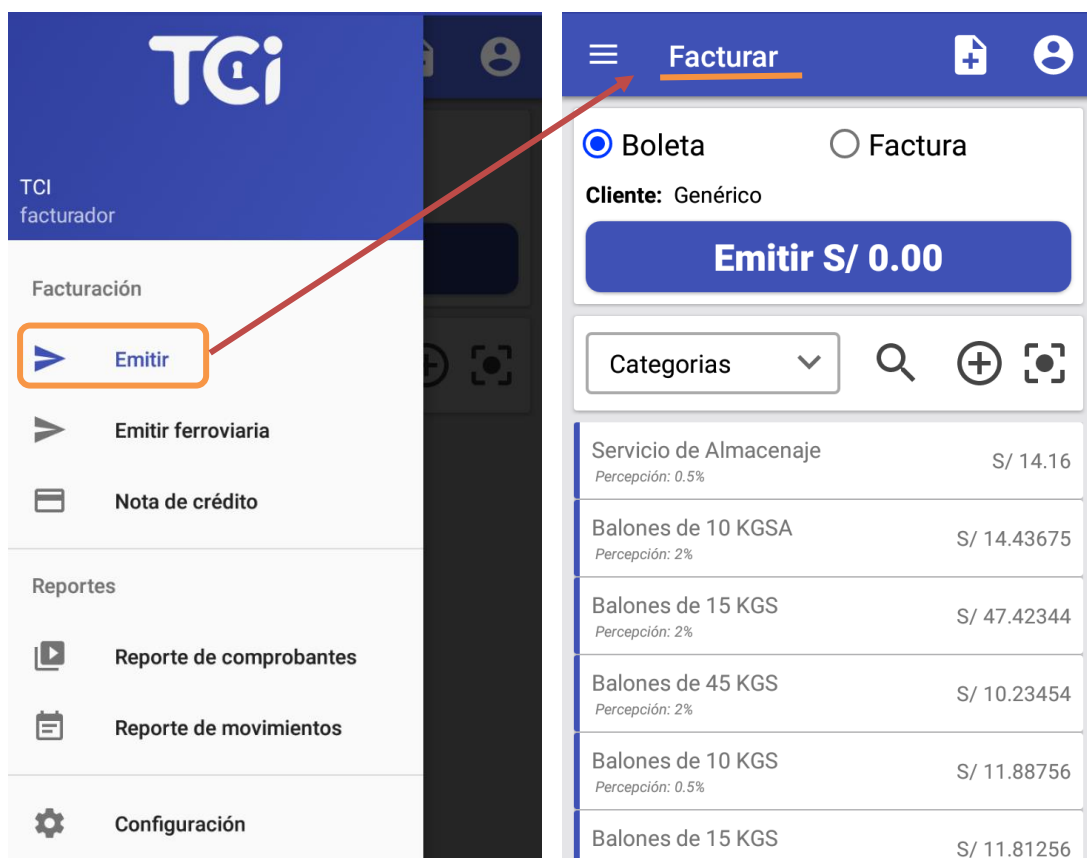 TCi
TCI
facturador
Facturación
Emitir
Emitir ferroviaria
Nota de crédito
Reportes
Reporte de comprobantes
Reporte de movimientos
Configuración
Facturar
Boleta
Factura
Cliente: Genérico
Emitir S/ 0.00
Categorias
Servicio de Almacenaje
S/ 14.16
Percepción: 0.5%
Balones de 10 KGSA
S/ 14.43675
Percepción: 2%
Balones de 15 KGS
S/ 47.42344
Percepción: 2%
Balones de 45 KGS
S/ 10.23454
Percepción: 2%
Balones de 10 KGS
S/ 11.88756
Percepción: 0.5%
Balones de 15 KGS
S/ 11.81256